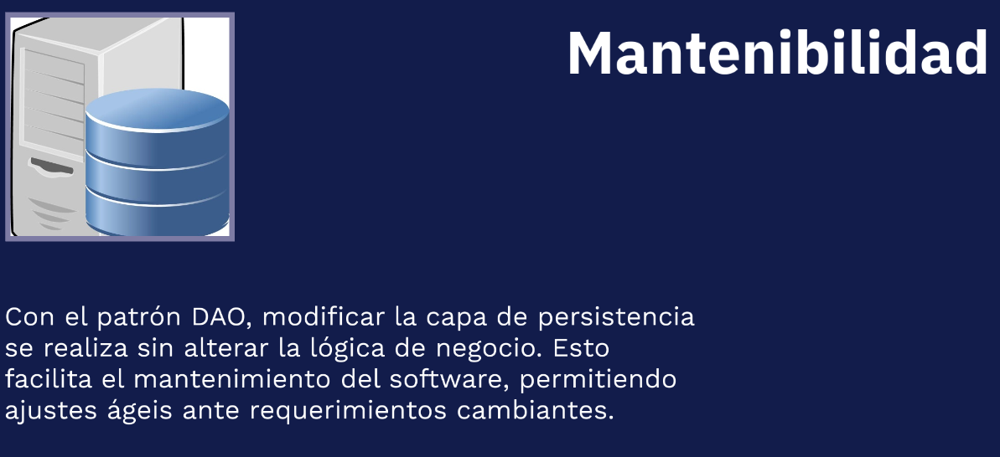 Mantenibilidad
Con el patrón DAO, modificar la capa de persistencia
se realiza sin alterar la lógica de negocio. Esto
facilita el mantenimiento del software, permitiendo
ajustes ágeis ante requerimientos cambiantes.